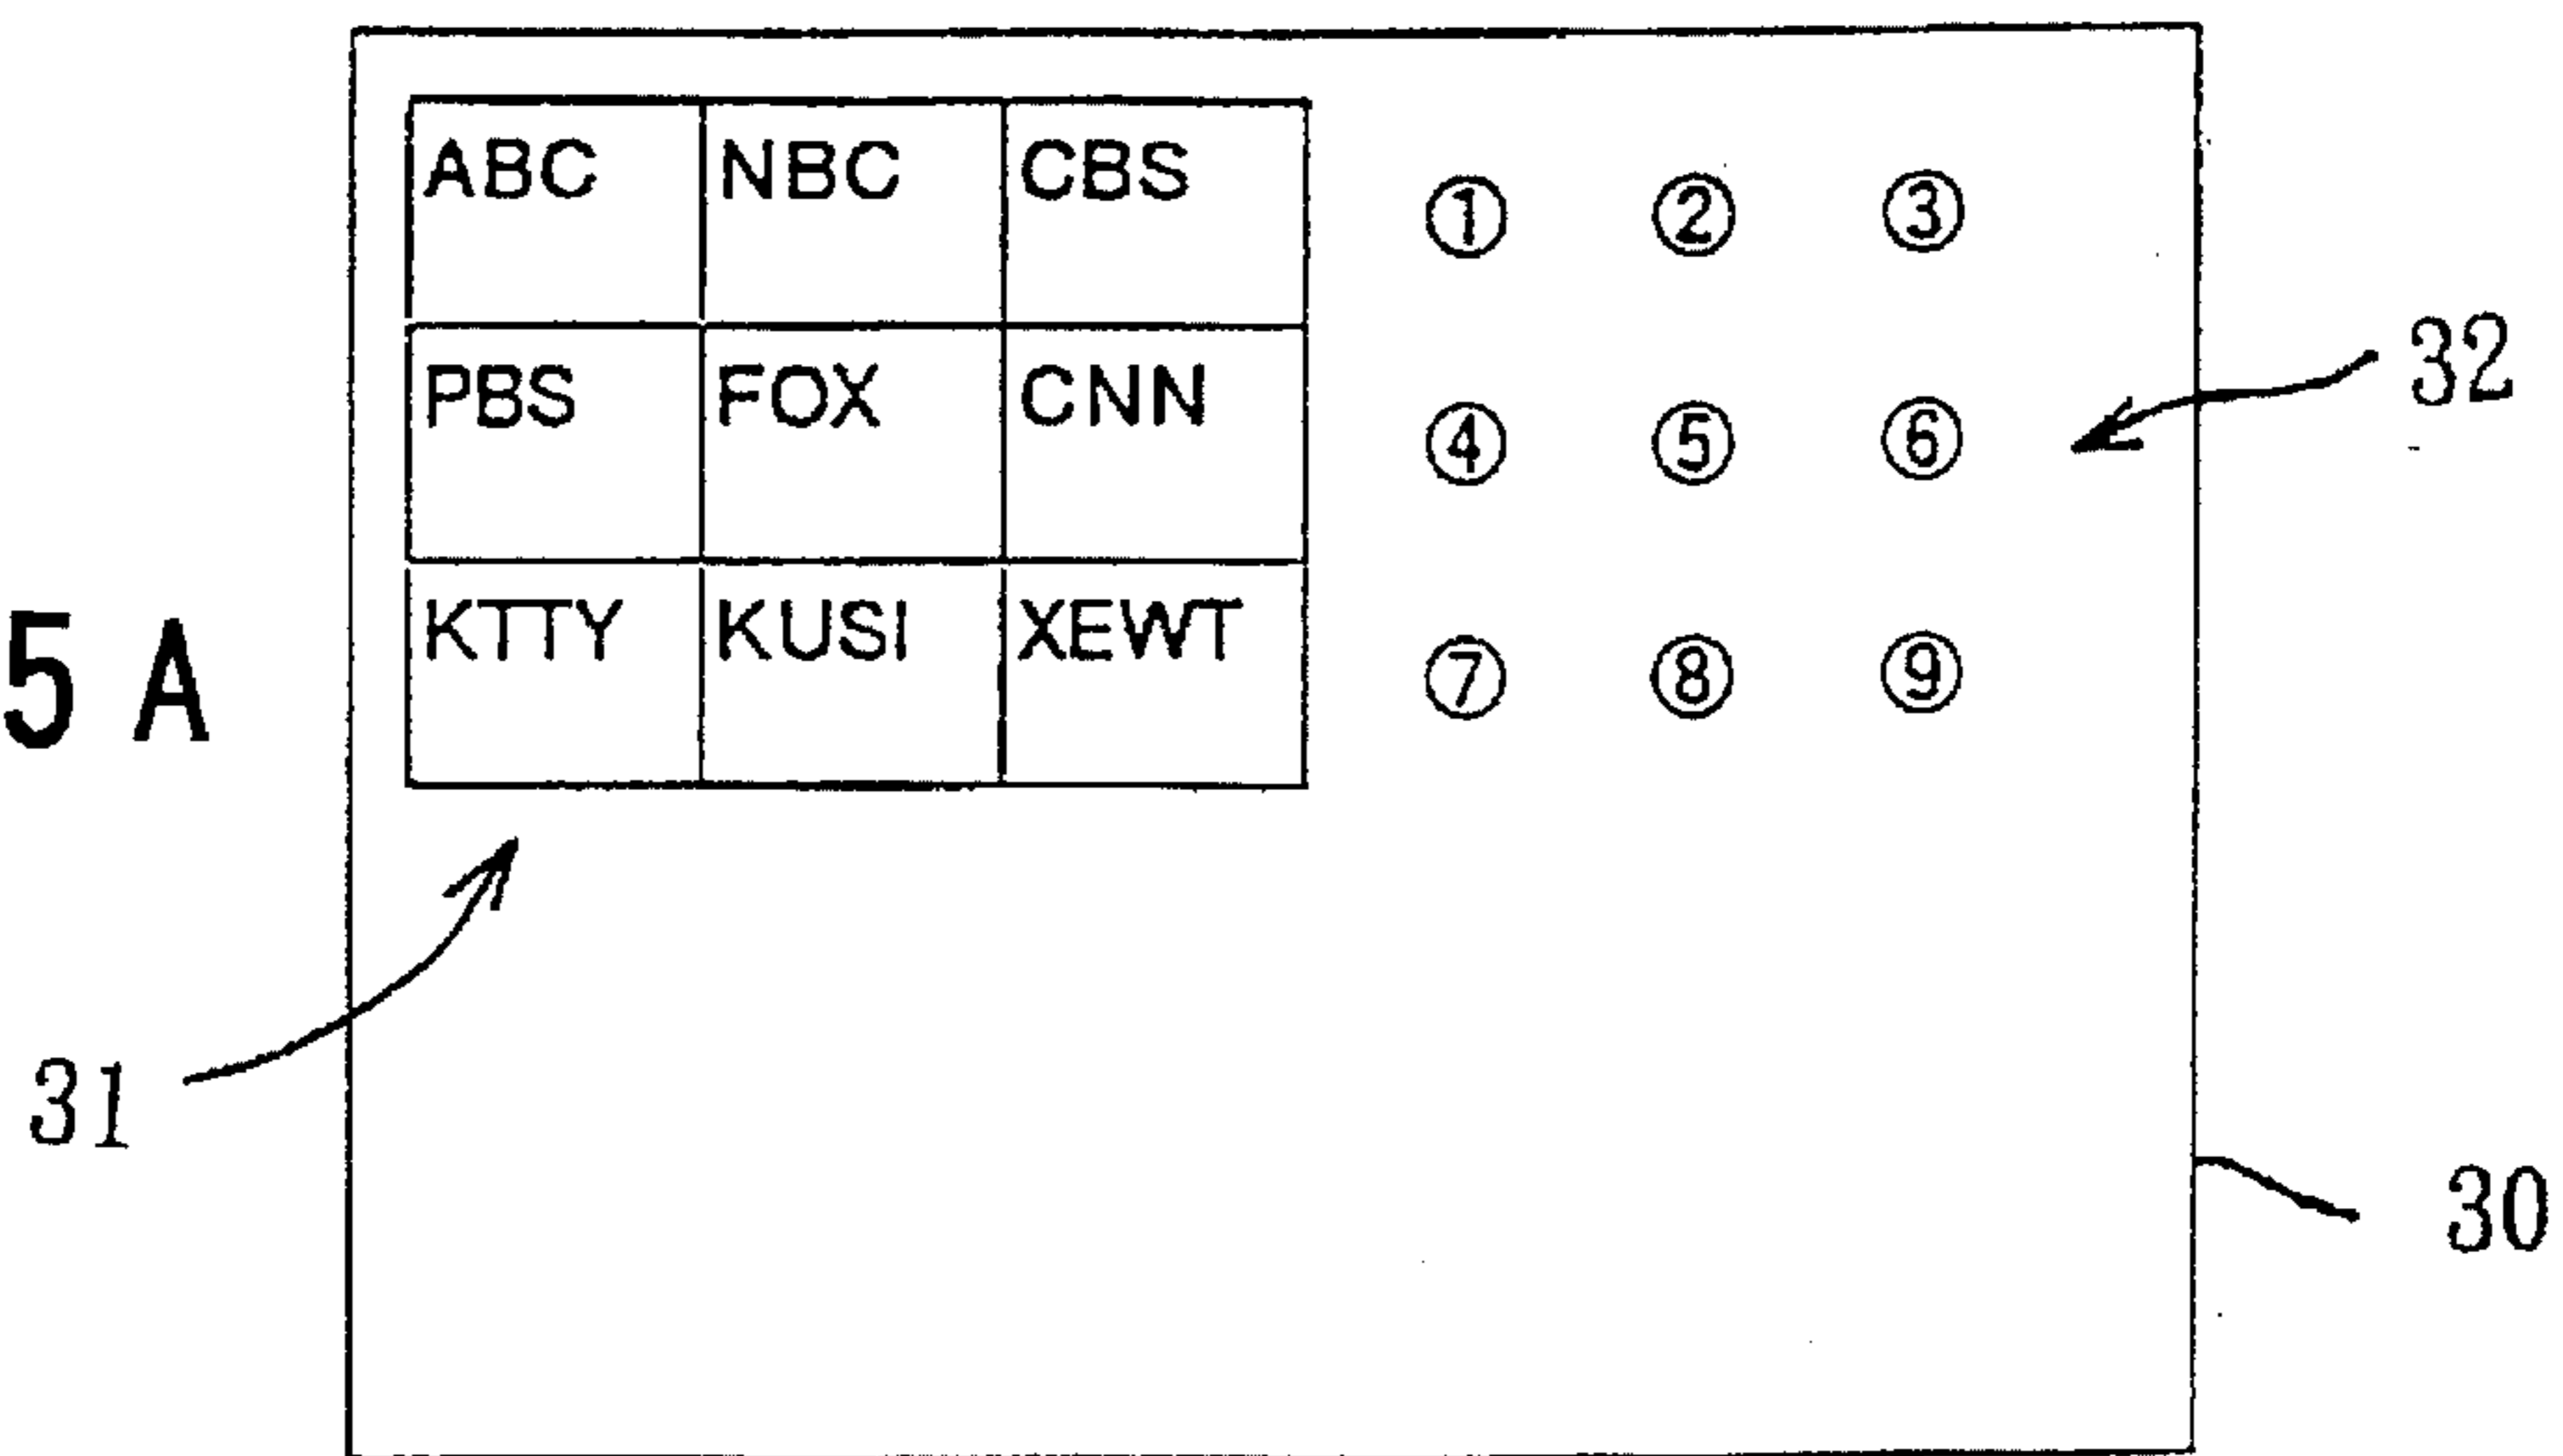 ABC NBC CBS ① ② ③
PBS FOX CNN ④ ⑤ ⑥
32
KTTY KUSI XEWT ⑦ ⑧ ⑨
5 A
31
30